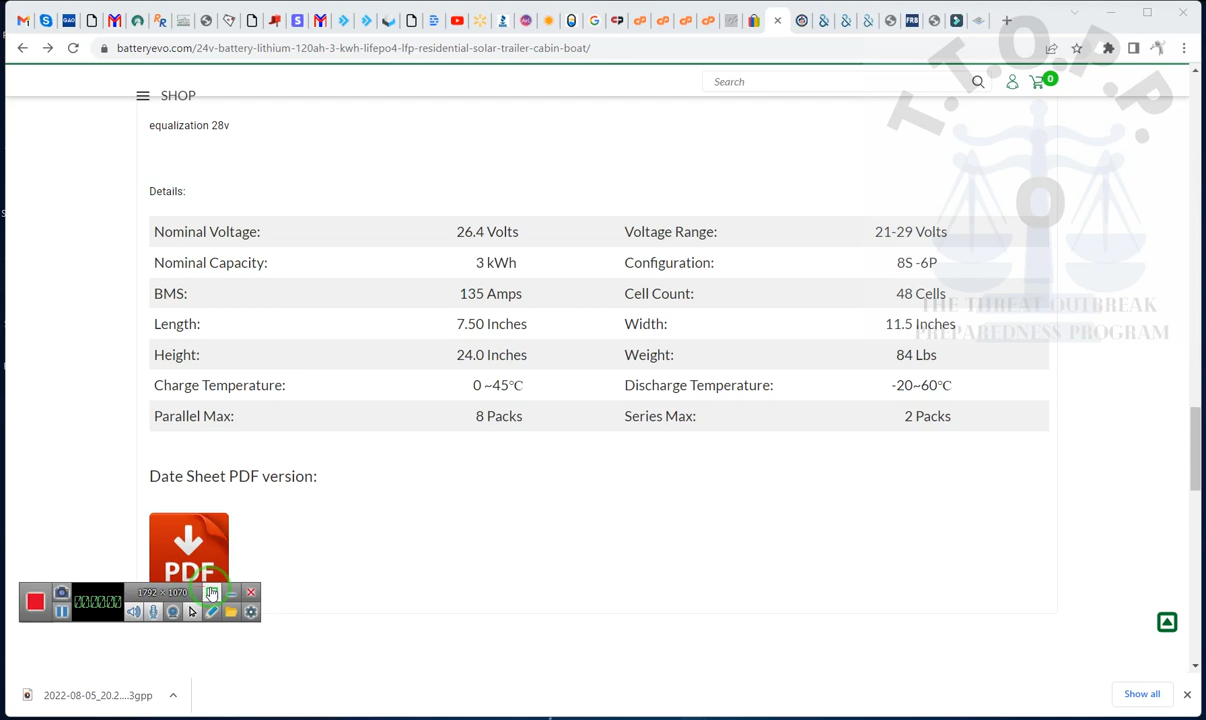 batteryevo.com/24v-battery-lithium-120ah-3-kwh-lifepo4-lfp-residential-solar-trailer-cabin-boat/
SHOP
Search
0
equalization 28v
Details:
Nominal Voltage: 26.4 Volts Voltage Range: 21-29 Volts
Nominal Capacity: 3 kWh Configuration: 8S -6P
BMS: 135 Amps Cell Count: 48 Cells
Length: 7.50 Inches Width: 11.5 Inches
Height: 24.0 Inches Weight: 84 Lbs
Charge Temperature: 0 ~45℃ Discharge Temperature: -20~60℃
Parallel Max: 8 Packs Series Max: 2 Packs
Date Sheet PDF version:
PDF
1792 × 1070
000000
2022-08-05_20.2....3gpp
Show all
T.T.O.P.P.
THE THREAT OUTBREAK
PREPAREDNESS PROGRAM